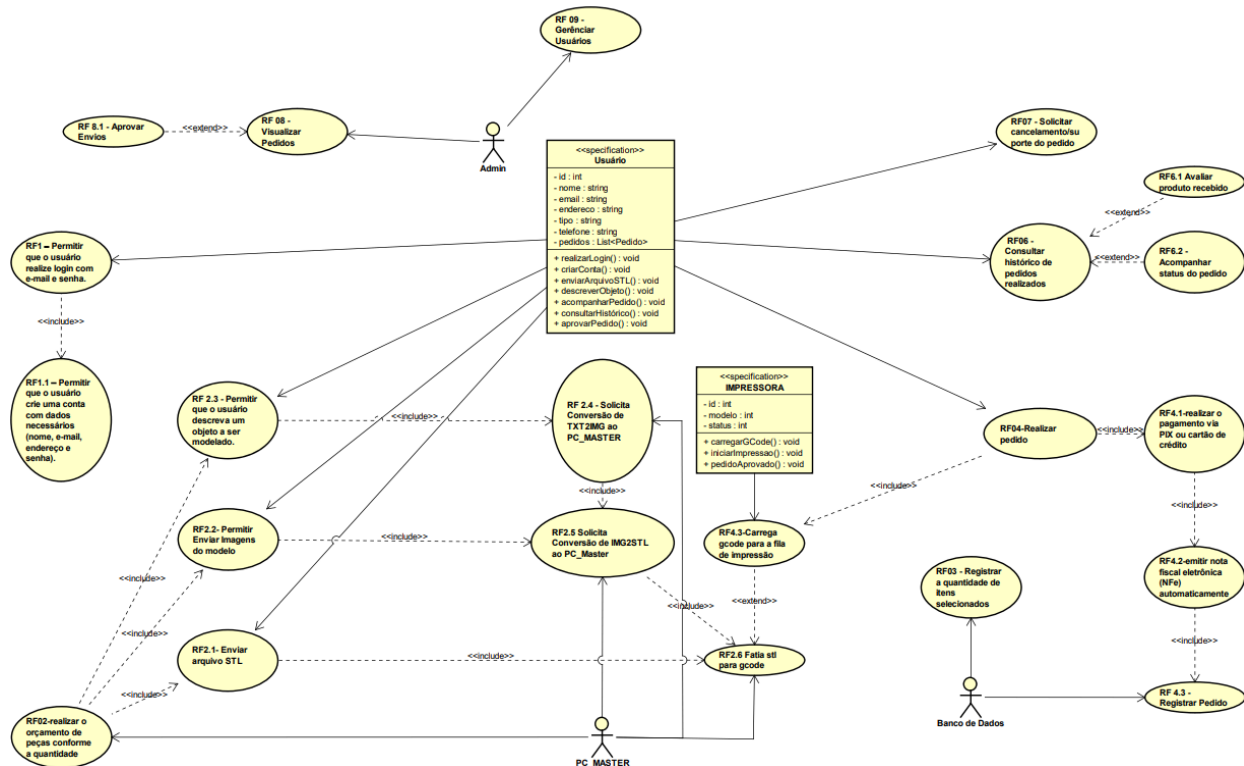 RF 09 -
Gerênciar
Usuários
RF 8.1 - Aprovar
Envios
<<extend>>
RF 08 -
Visualizar
Pedidos
Admin
RF07 - Solicitar
cancelamento/su
porte do pedido
<<specification>>
Usuário
- id : int
- nome : string
- email : string
- endereco : string
- tipo : string
- telefone : string
- pedidos : List<Pedido>
+ realizarLogin() : void
+ criarConta() : void
+ enviarArquivoSTL() : void
+ descreverObjeto() : void
+ acompanharPedido() : void
+ consultarHistórico() : void
+ aprovarPedido() : void
RF6.1 Avaliar
produto recebido
<<extend>>
RF06 -
Consultar
histórico de
pedidos
realizados
<<extend>>
RF6.2 -
Acompanhar
status do pedido
RF1 – Permitir
que o usuário
realize login com
e-mail e senha.
<<include>>
RF1.1 – Permitir
que o usuário
crie uma conta
com dados
necessários
(nome, e-mail,
endereço e
senha).
RF 2.3 - Permitir
que o usuário
descreva um
objeto a ser
modelado.
<<include>>
RF 2.4 - Solicita
Conversão de
TXT2IMG ao
PC_MASTER
<<specification>>
IMPRESSORA
- id : int
- modelo : int
- status : int
+ carregarGCode() : void
+ iniciarImpressao() : void
+ pedidoAprovado() : void
RF04-Realizar
pedido
<<include>>
RF4.1-realizar o
pagamento via
PIX ou cartão de
crédito
<<include>>
<<include>>
<<include>>
RF2.2- Permitir
Enviar Imagens
do modelo
<<include>>
RF2.5 Solicita
Conversão de IMG2STL
ao PC_Master
RF4.3-Carrega
gcode para a fila
de impressão
RF4.2-emitir nota
fiscal eletrônica
(NFe)
automaticamente
RF03 - Registrar
a quantidade de
itens
selecionados
<<include>>
<<include>>
<<include>>
<<extend>>
<<include>>
RF2.1- Enviar
arquivo STL
<<include>>
RF2.6 Fatia stl
para gcode
<<include>>
RF 4.3 -
Registrar Pedido
Banco de Dados
RF02-realizar o
orçamento de
peças conforme
a quantidade
PC_MASTER